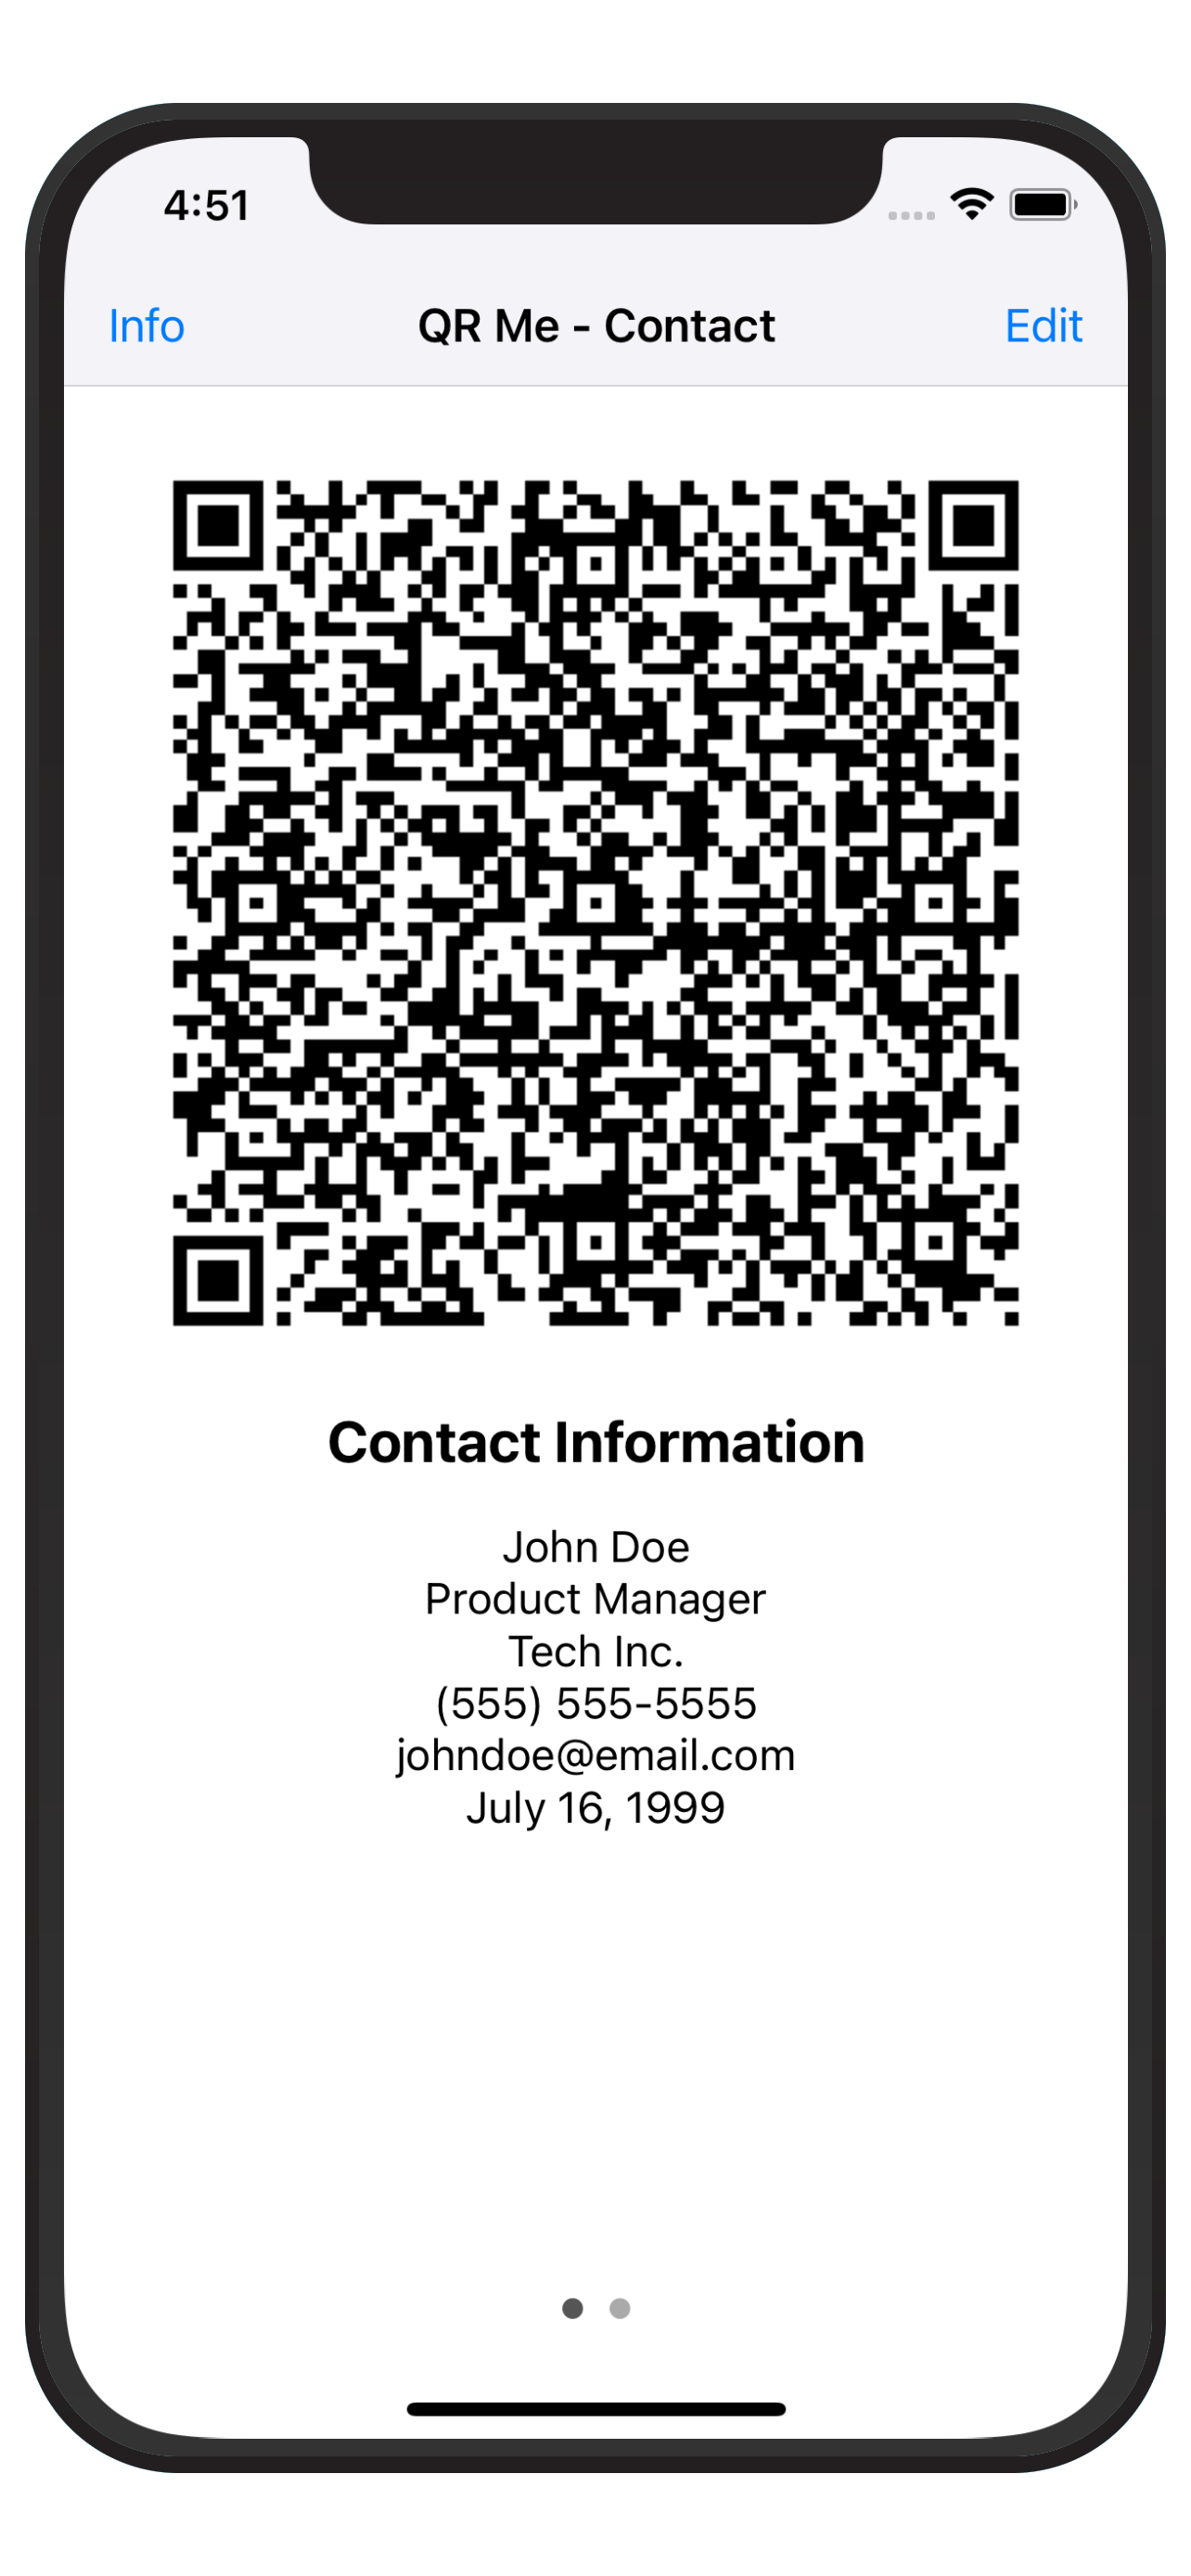 4:51
Info QR Me - Contact Edit
Contact Information
John Doe
Product Manager
Tech Inc.
(555) 555-5555
johndoe@email.com
July 16, 1999